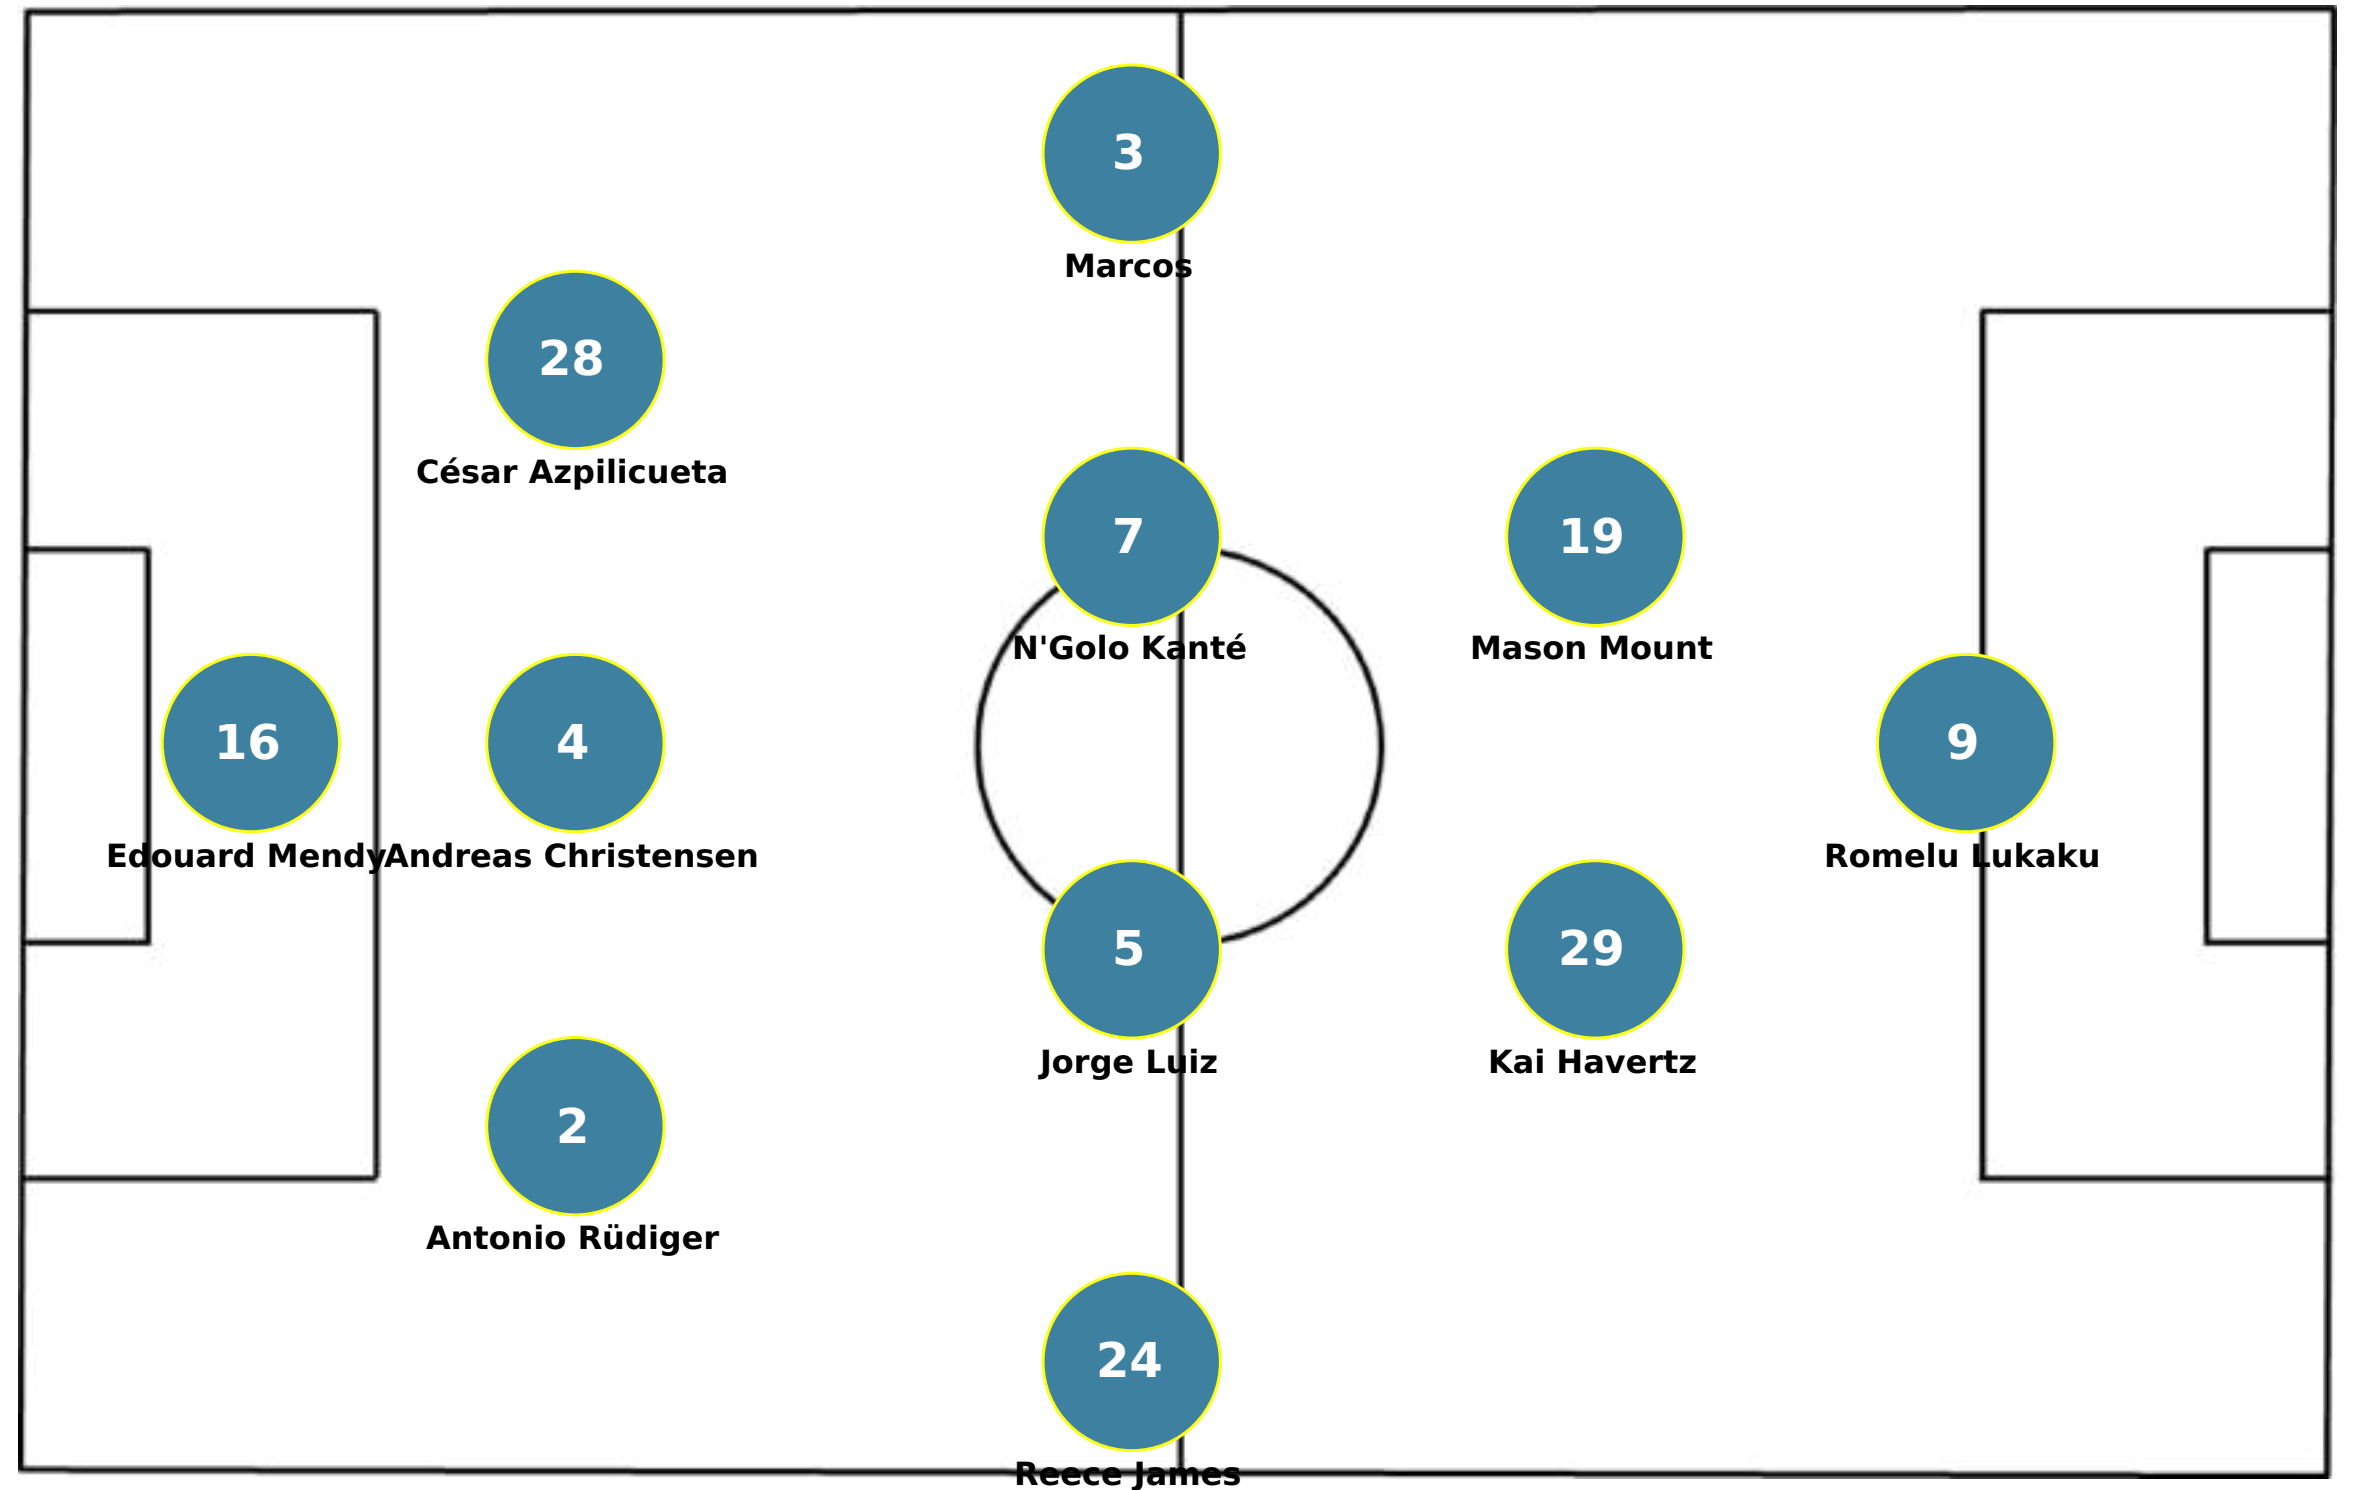 3
Marcos
28
César Azpilicueta
7
N'Golo Kanté
19
Mason Mount
16
Edouard Mendy
4
Andreas Christensen
9
Romelu Lukaku
5
Jorge Luiz
29
Kai Havertz
2
Antonio Rüdiger
24
Reece James